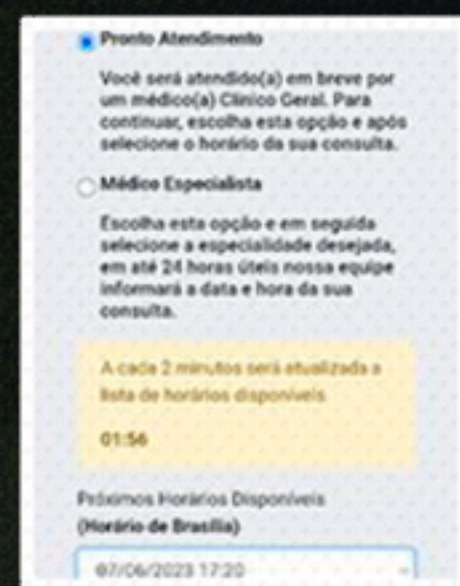 Pronto Atendimento
Você será atendido(a) em breve por
um médico(a) Clínico Geral. Para
continuar, escolha esta opção e após
selecione o horário da sua consulta.
Médico Especialista
Escolha esta opção e em seguida
selecione a especialidade desejada,
em até 24 horas úteis nossa equipe
informará a data e hora da sua
consulta.
A cada 2 minutos será atualizada a
lista de horários disponíveis
01:56
Próximos Horários Disponíveis
(Horário de Brasília)
07/06/2023 17:20